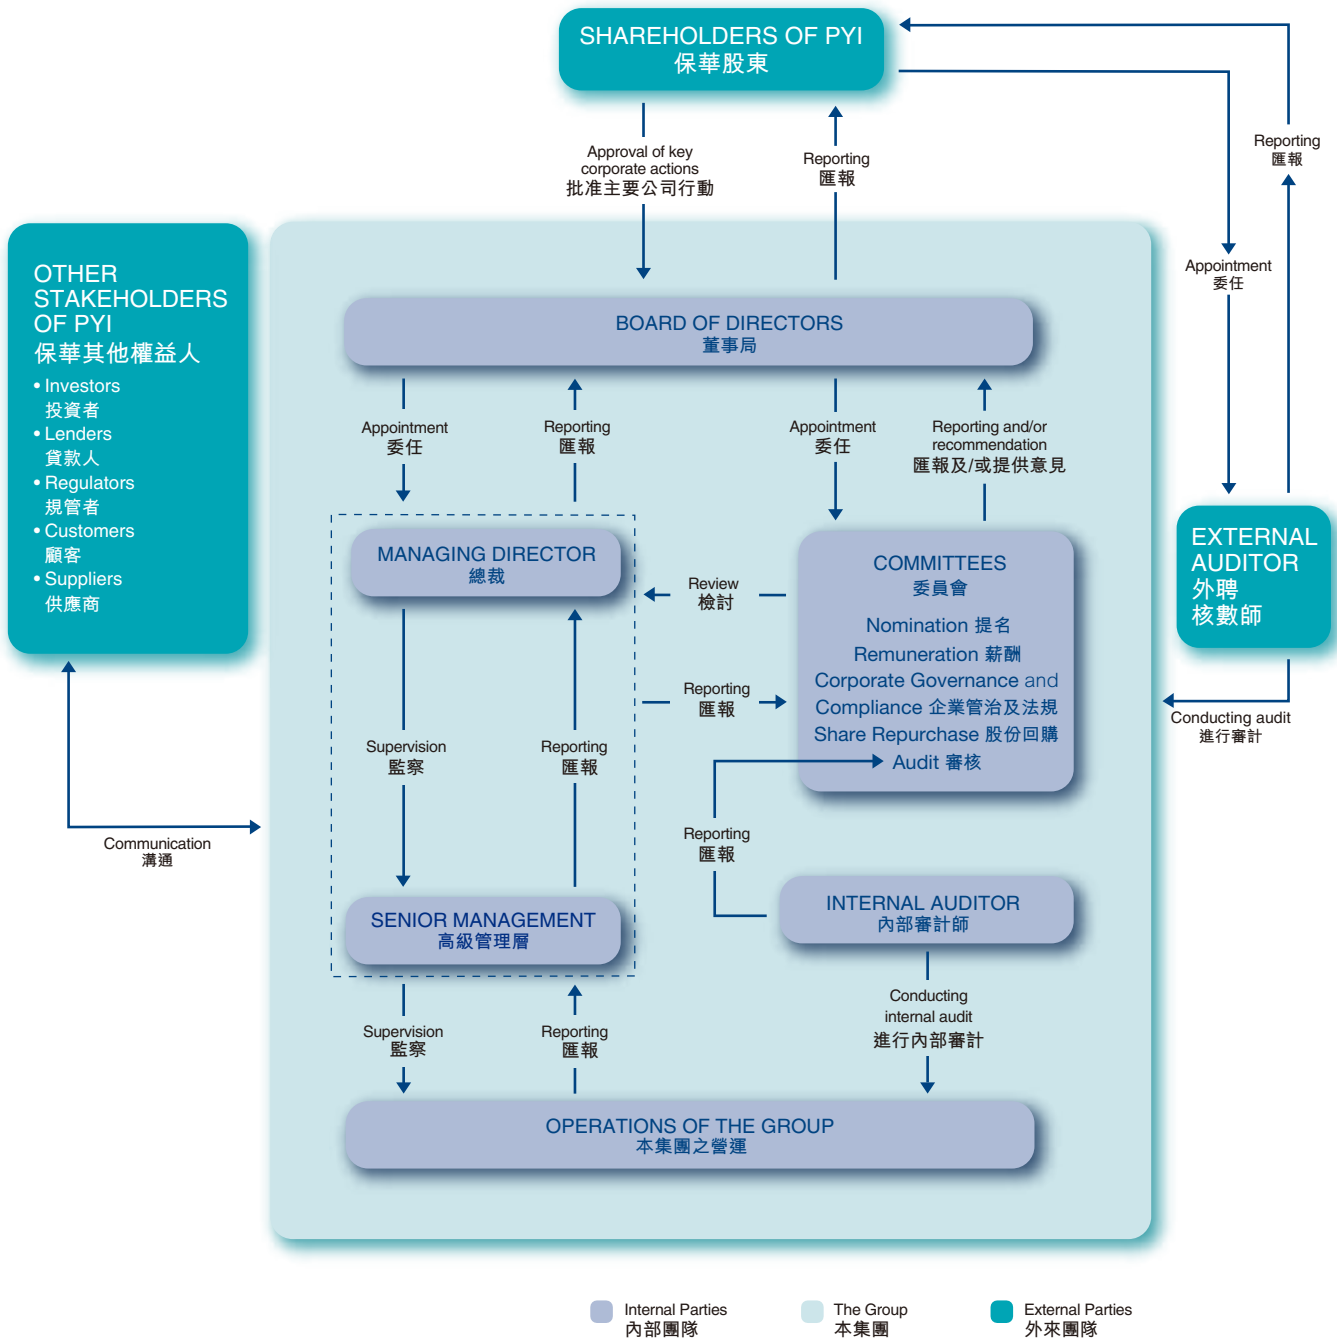 SHAREHOLDERS OF PYI
保華股東
Approval of key
corporate actions
批准主要公司行動
Reporting
匯報
Reporting
匯報
Appointment
委任
OTHER
STAKEHOLDERS
OF PYI
保華其他權益人
• Investors
投資者
• Lenders
貸款人
• Regulators
規管者
• Customers
顧客
• Suppliers
供應商
BOARD OF DIRECTORS
董事局
Appointment
委任
Reporting
匯報
Appointment
委任
Reporting and/or
recommendation
匯報及/或提供意見
MANAGING DIRECTOR
總裁
Review
檢討
COMMITTEES
委員會
Nomination 提名
Remuneration 薪酬
Corporate Governance and
Compliance 企業管治及法規
Share Repurchase 股份回購
Audit 審核
EXTERNAL
AUDITOR
外聘
核數師
Reporting
匯報
Conducting audit
進行審計
Supervision
監察
Reporting
匯報
Reporting
匯報
Communication
溝通
SENIOR MANAGEMENT
高級管理層
INTERNAL AUDITOR
內部審計師
Supervision
監察
Reporting
匯報
Conducting
internal audit
進行內部審計
OPERATIONS OF THE GROUP
本集團之營運
Internal Parties
內部團隊
The Group
本集團
External Parties
外來團隊